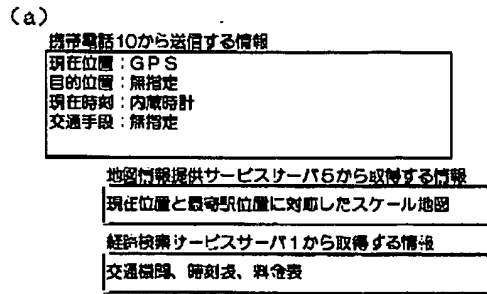 (a)
携帯電話10から送信する情報
現在位置：GPS
目的位置：無指定
現在時刻：内蔵時計
交通手段：無指定
地図情報提供サービスサーバ5から取得する情報
現在位置と最寄駅位置に対応したスケール地図
経路検索サービスサーバ1から取得する情報
交通機関、時刻表、料金表